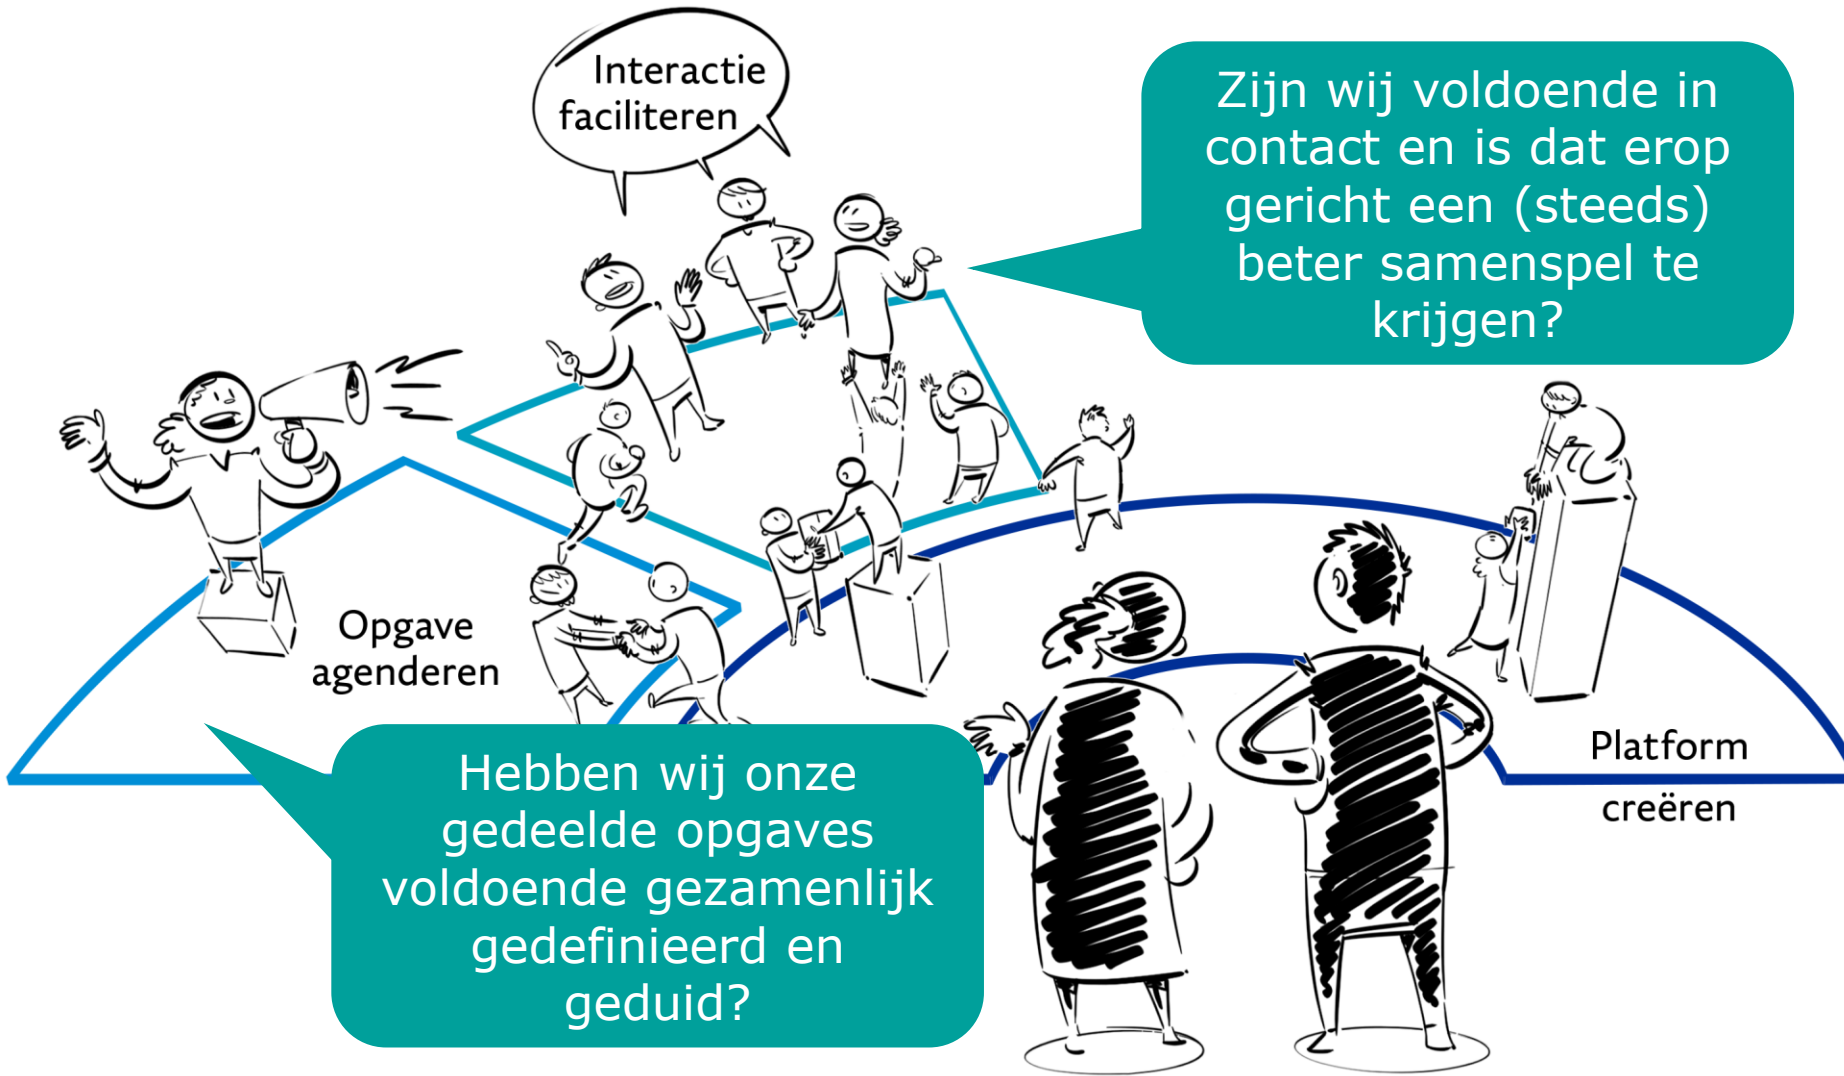 Interactie
faciliteren
Zijn wij voldoende in
contact en is dat erop
gericht een (steeds)
beter samenspel te
krijgen?
Opgave
agenderen
Hebben wij onze
gedeelde opgaves
voldoende gezamenlijk
gedefinieerd en
geduid?
Platform
creëren